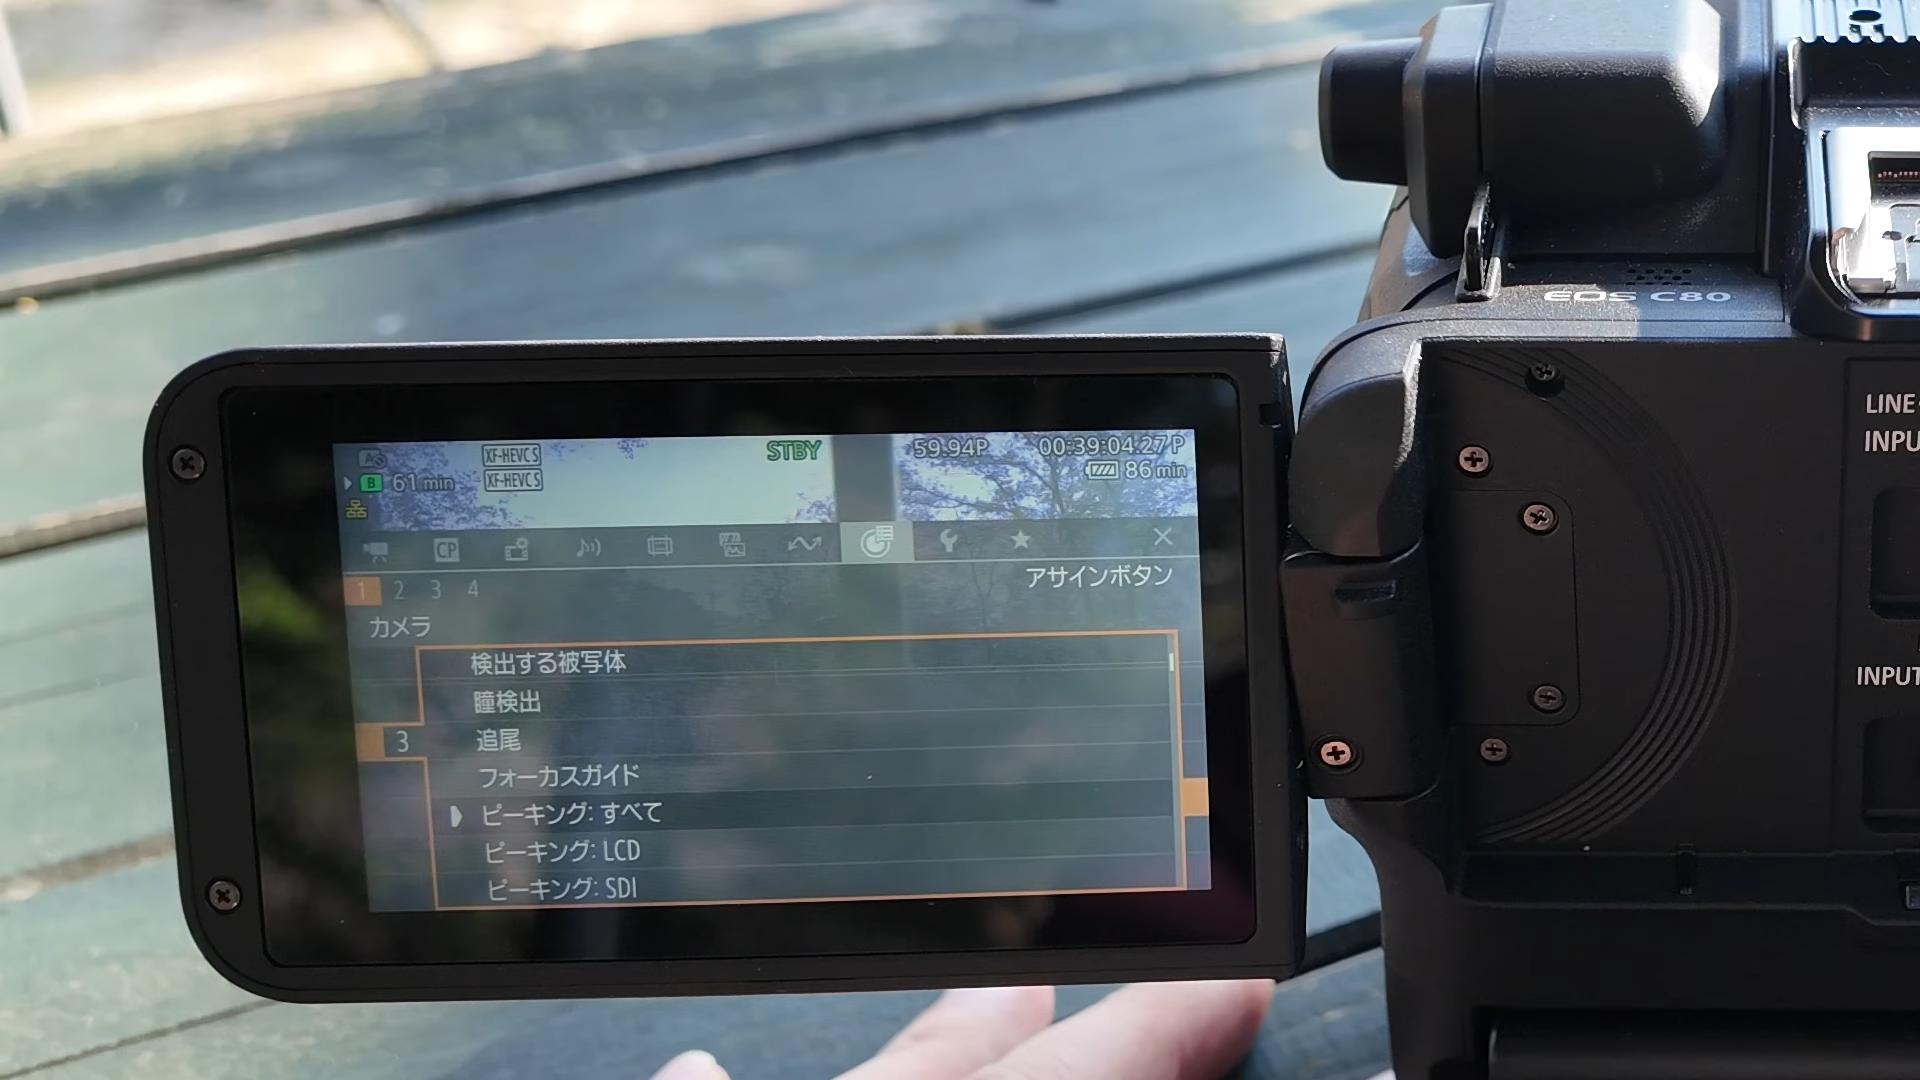 EOS C80
LINE
INPU
INPUT
A
XF-HEVC S
STBY
59.94P
00:39:04.27 P
B
61 min
XF-HEVC S
86 min
CP
1 2 3 4
アサインボタン
カメラ
検出する被写体
瞳検出
3
追尾
フォーカスガイド
ピーキング: すべて
ピーキング: LCD
ピーキング: SDI